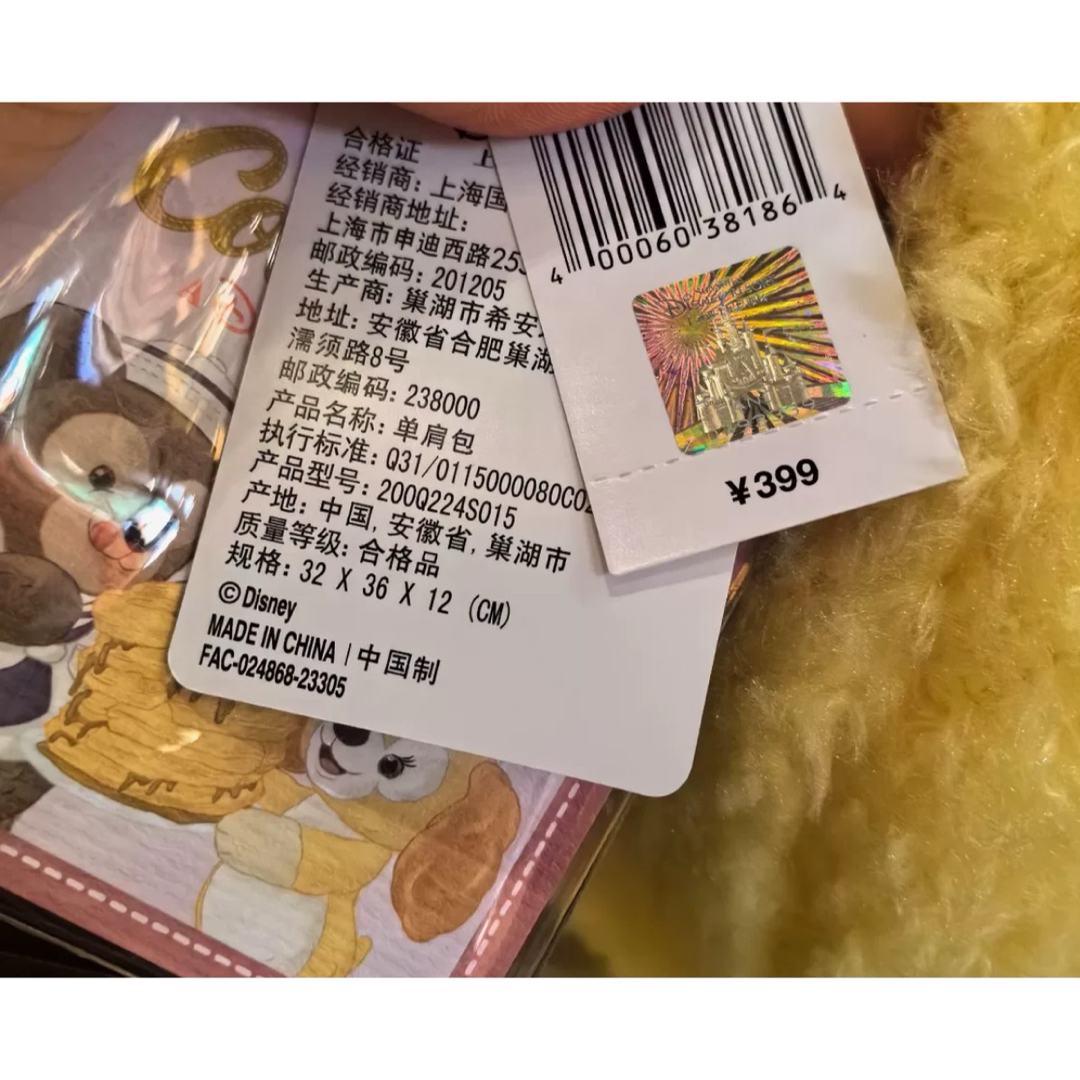 Co
合格证
经销商: 上海国
经销商地址:
上海市申迪西路25
邮政编码: 201205
生产商: 巢湖市希安
地址: 安徽省合肥巢湖
濡须路8号
邮政编码: 238000
产品名称: 单肩包
执行标准: Q31/0115000080C0
产品型号: 200Q224S015
产地: 中国, 安徽省, 巢湖市
质量等级: 合格品
规格: 32 X 36 X 12 (CM)
©Disney
MADE IN CHINA | 中国制
FAC-024868-23305
4 00060 38186 4
¥399